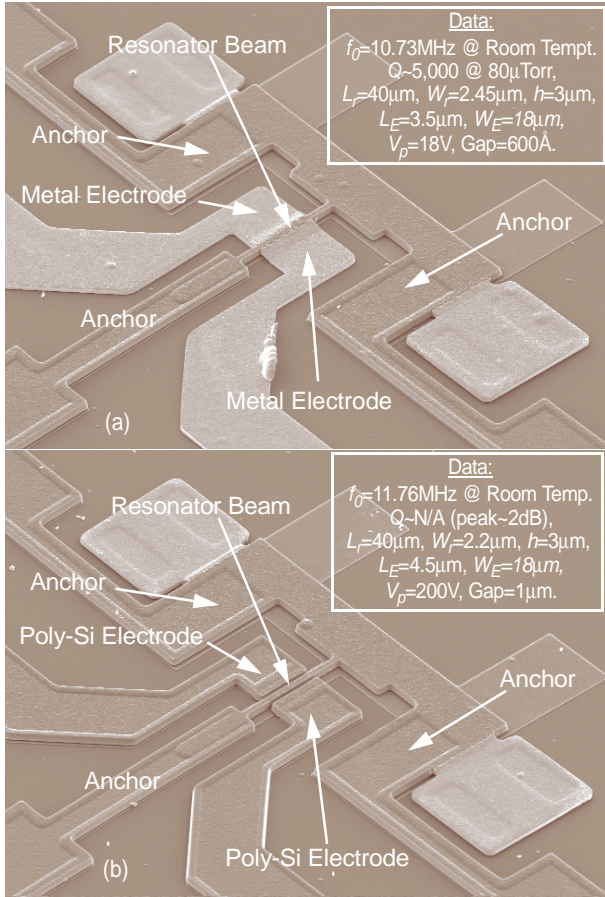 Data:
f0=10.73MHz @ Room Tempt.
Q~5,000 @ 80μTorr,
Lr=40μm, Wr=2.45μm, h=3μm,
LE=3.5μm, WE=18μm,
Vp=18V, Gap=600Å.
Resonator Beam
Anchor
Metal Electrode
Anchor
Anchor
Metal Electrode
(a)
Data:
f0=11.76MHz @ Room Temp.
Q~N/A (peak~2dB),
Lr=40μm, Wr=2.2μm, h=3μm,
LE=4.5μm, WE=18μm,
Vp=200V, Gap=1μm.
Resonator Beam
Anchor
Poly-Si Electrode
Anchor
Anchor
Poly-Si Electrode
(b)